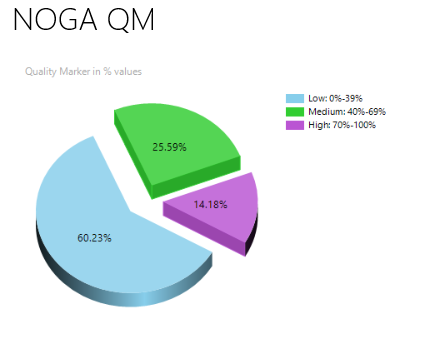 NOGA QM
Quality Marker in % values
Low: 0%-39%
Medium: 40%-69%
High: 70%-100%
25.59%
14.18%
60.23%